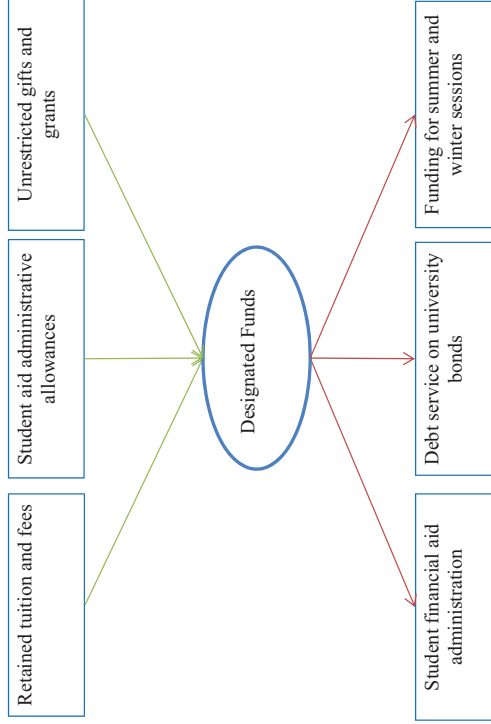 Retained tuition and fees
Student aid administrative
allowances
Unrestricted gifts and
grants
Designated Funds
Student financial aid
administration
Debt service on university
bonds
Funding for summer and
winter sessions